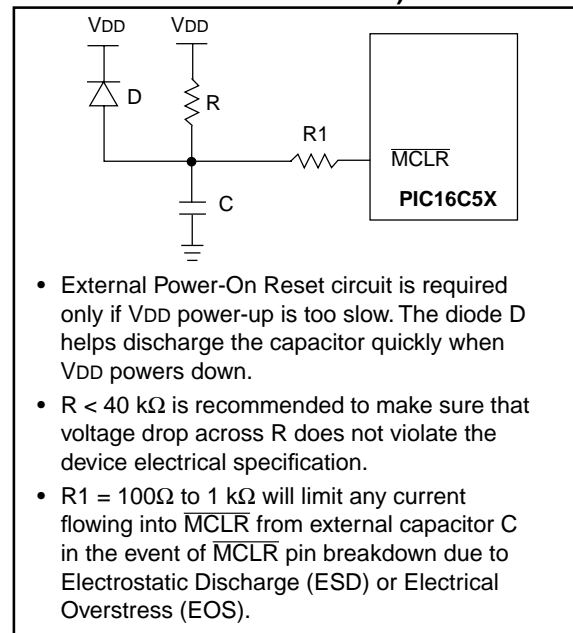 VDD VDD
D
R
R1
MCLR
C
PIC16C5X
• External Power-On Reset circuit is required
only if VDD power-up is too slow. The diode D
helps discharge the capacitor quickly when
VDD powers down.
• R < 40 kΩ is recommended to make sure that
voltage drop across R does not violate the
device electrical specification.
• R1 = 100Ω to 1 kΩ will limit any current
flowing into MCLR from external capacitor C
in the event of MCLR pin breakdown due to
Electrostatic Discharge (ESD) or Electrical
Overstress (EOS).